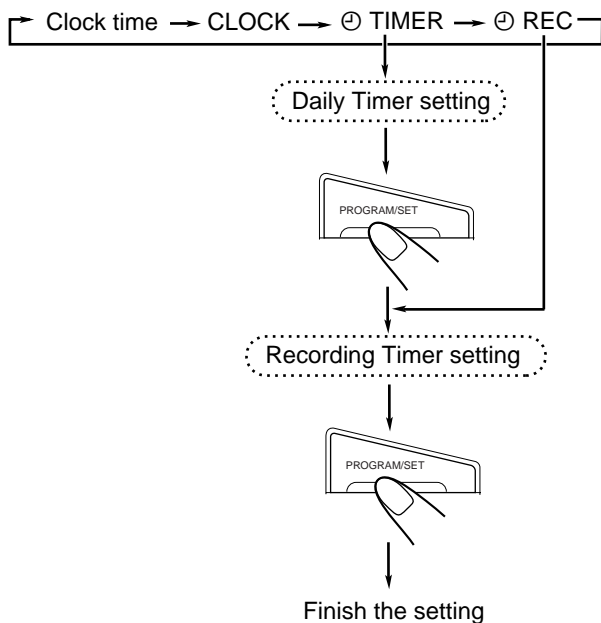 Clock time → CLOCK → ⏲ TIMER → ⏲ REC
Daily Timer setting
PROGRAM/SET
Recording Timer setting
PROGRAM/SET
Finish the setting